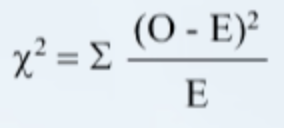 χ² = Σ (O - E)² / E